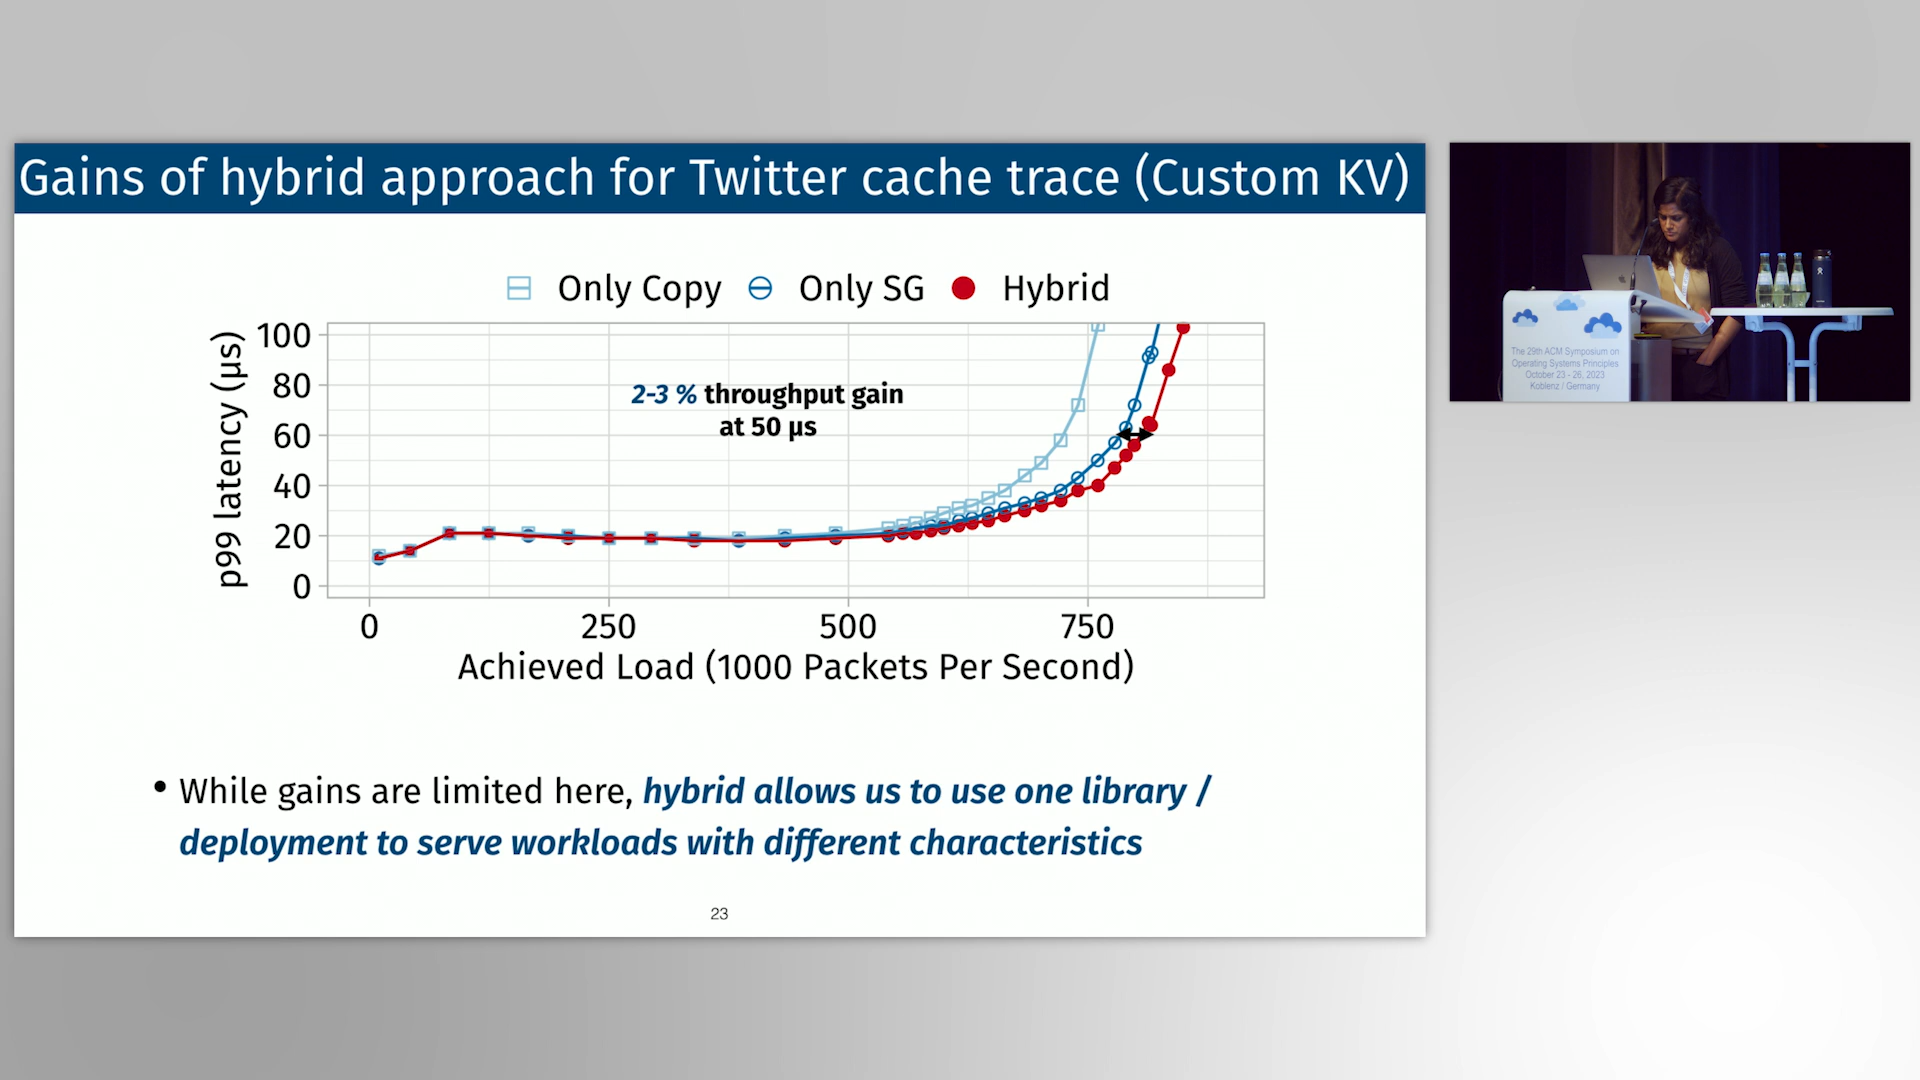 Gains of hybrid approach for Twitter cache trace (Custom KV)
Only Copy Only SG Hybrid
p99 latency (µs)
100
80
60
40
20
0
2-3 % throughput gain
at 50 µs
0 250 500 750
Achieved Load (1000 Packets Per Second)
• While gains are limited here, hybrid allows us to use one library /
deployment to serve workloads with different characteristics
23
The 29th ACM Symposium on
Operating Systems Principles
October 23 - 26, 2023
Koblenz / Germany